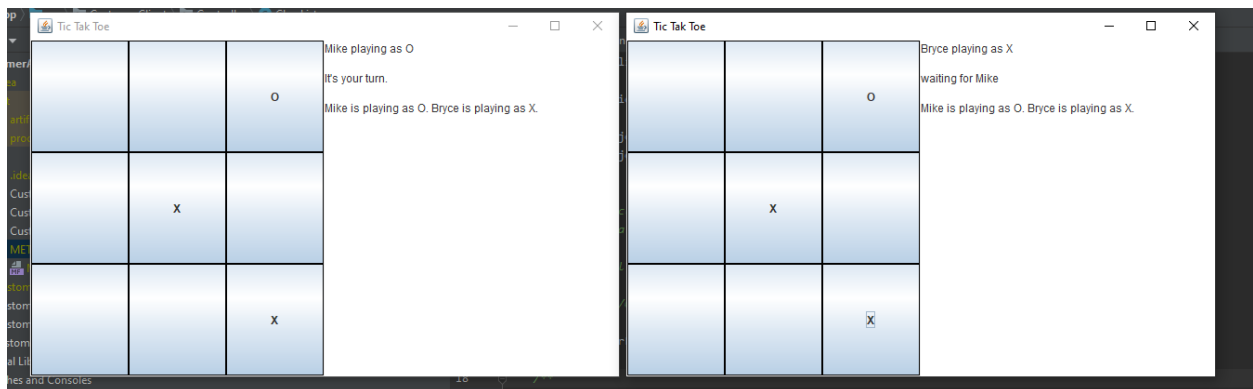 Tic Tak Toe
Mike playing as O
It's your turn.
O
Mike is playing as O. Bryce is playing as X.
X
X
Tic Tak Toe
Bryce playing as X
waiting for Mike
O
Mike is playing as O. Bryce is playing as X.
X
X
18 /**